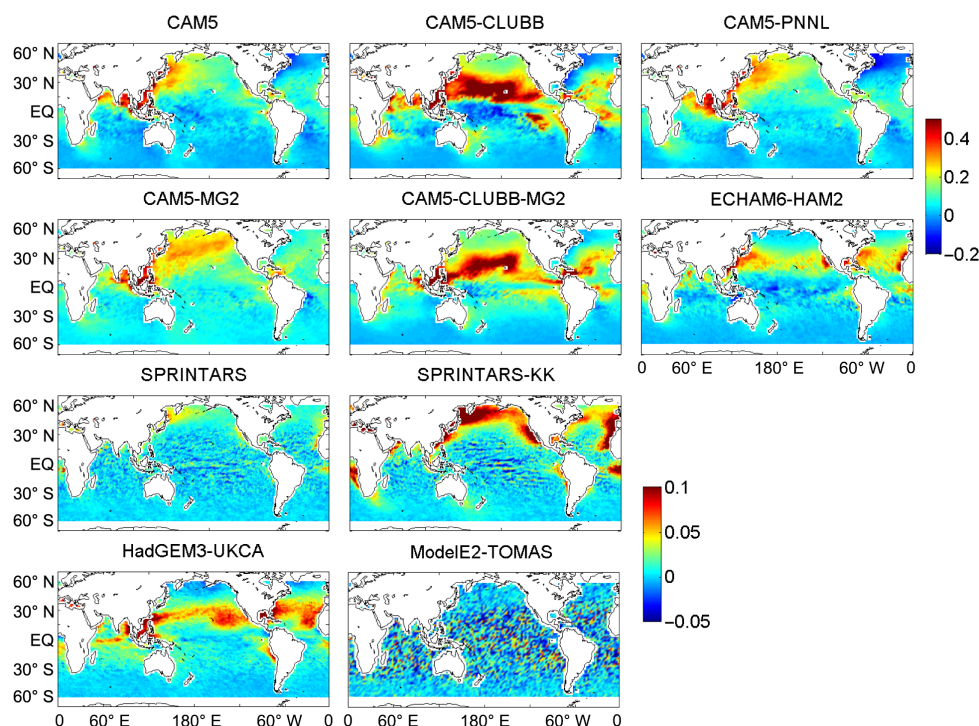 CAM5 CAM5-CLUBB CAM5-PNNL
60° N
30° N
EQ
30° S
60° S
0.4
0.2
0
−0.2
CAM5-MG2 CAM5-CLUBB-MG2 ECHAM6-HAM2
60° N
30° N
EQ
30° S
60° S
0 60° E 180° E 60° W 0
SPRINTARS SPRINTARS-KK
60° N
30° N
EQ
30° S
60° S
0.1
0.05
0
−0.05
HadGEM3-UKCA ModelE2-TOMAS
60° N
30° N
EQ
30° S
60° S
0 60° E 180° E 60° W 0 60° E 180° E 60° W 0